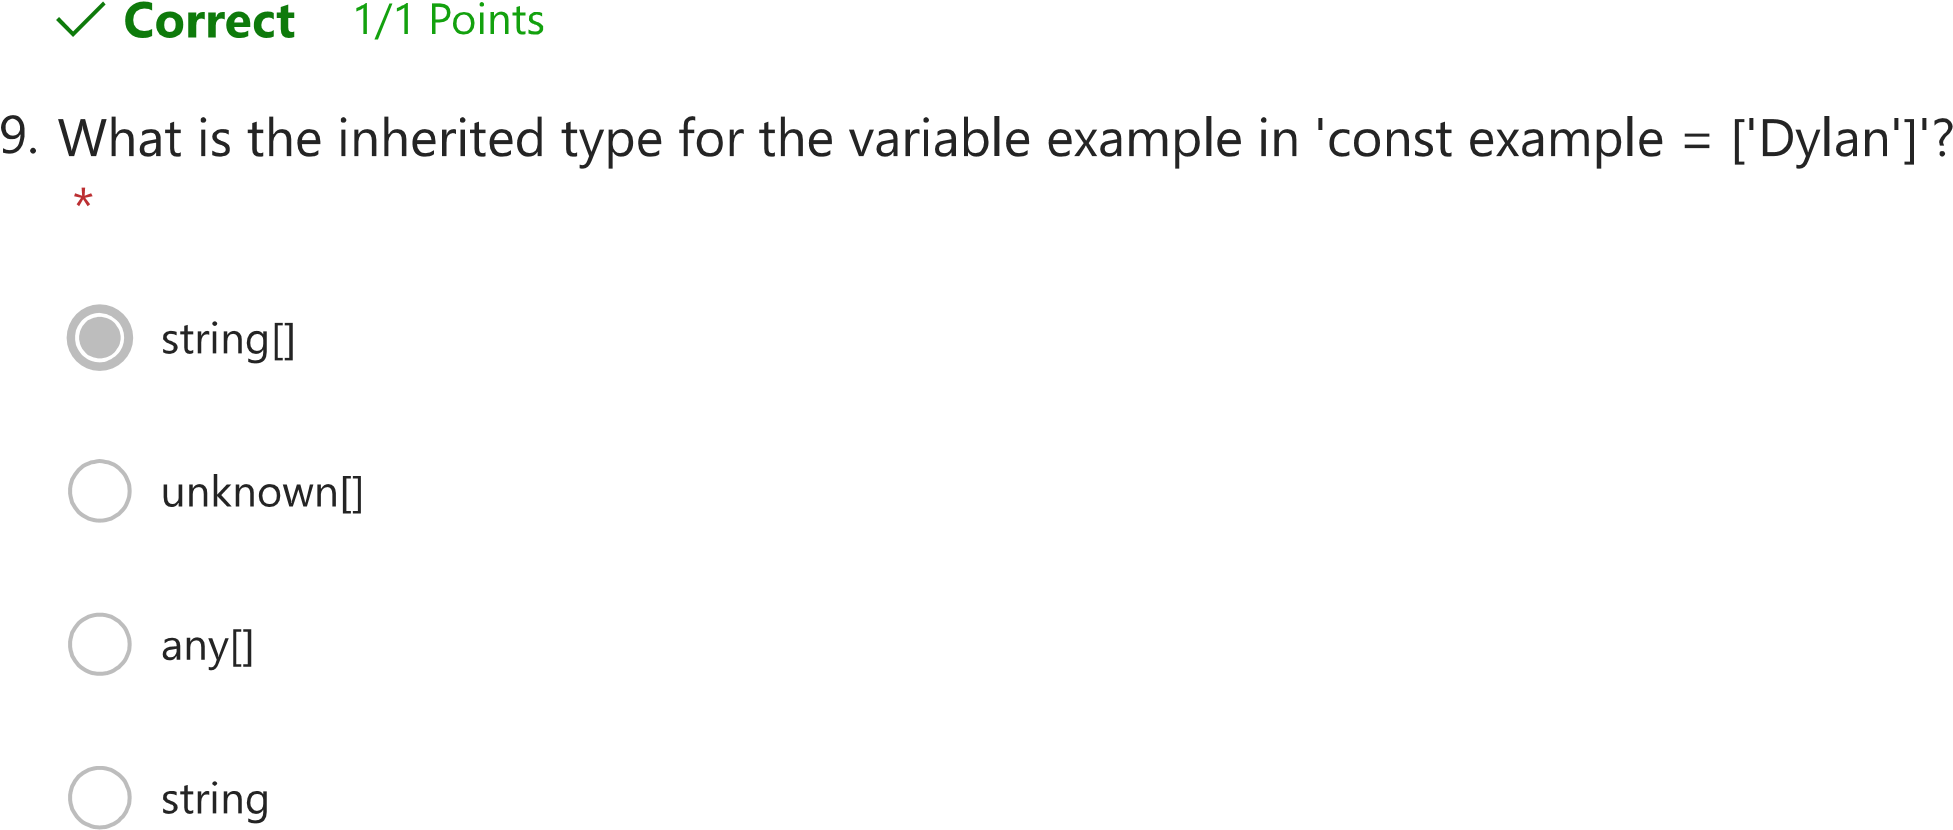 Correct 1/1 Points
9. What is the inherited type for the variable example in 'const example = ['Dylan']'?
*
string[]
unknown[]
any[]
string